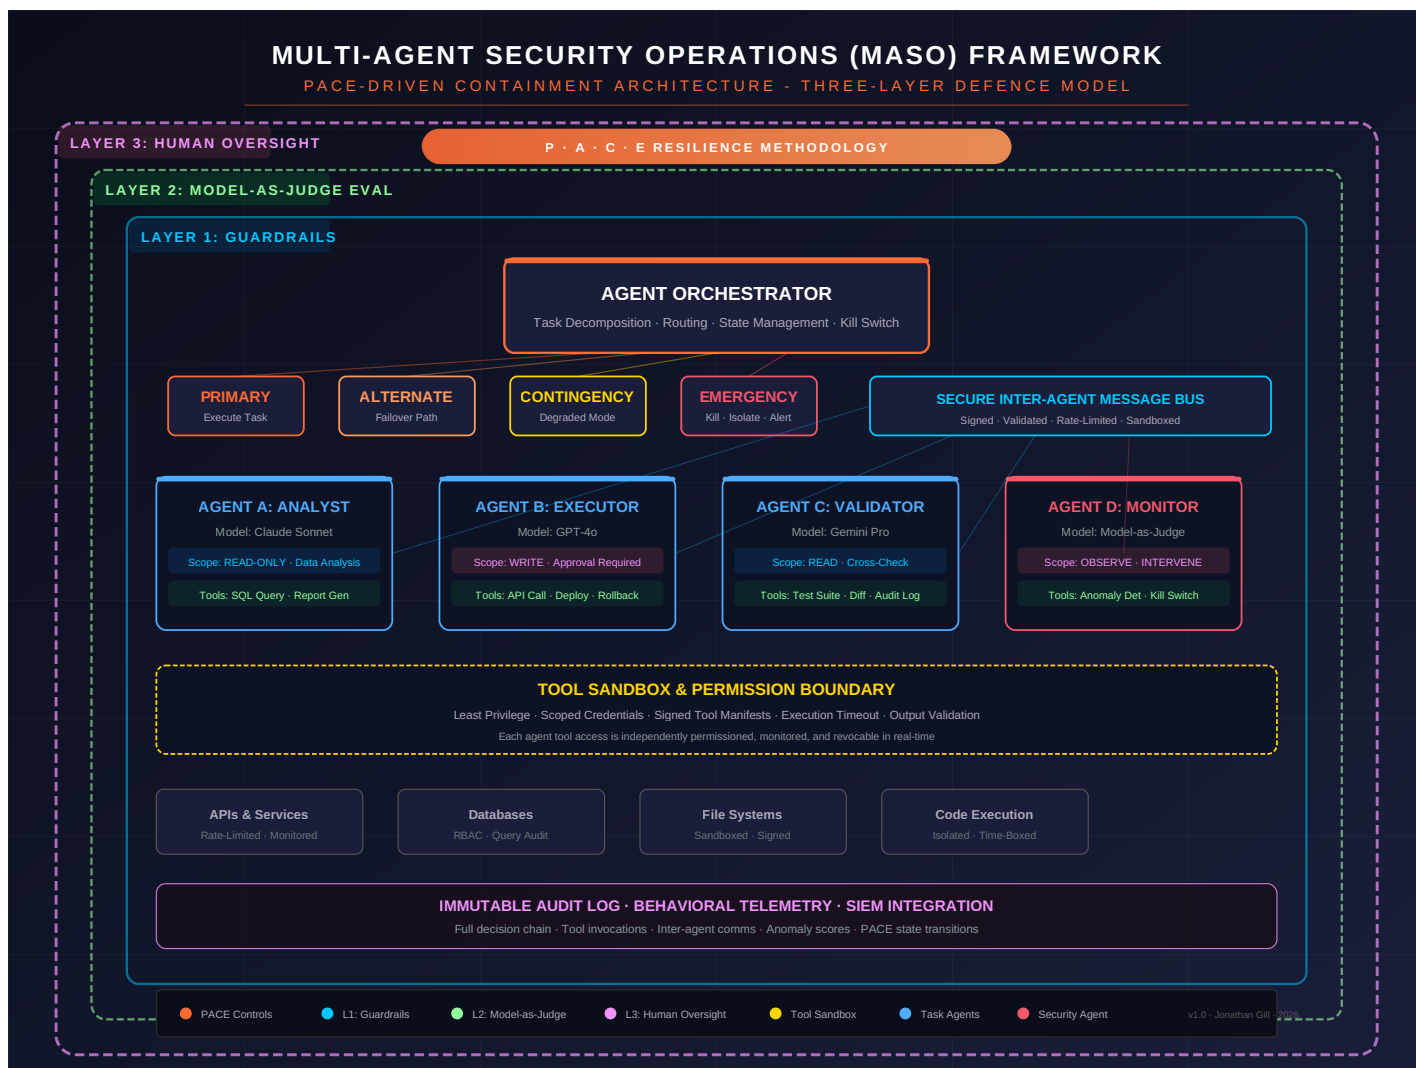 MULTI-AGENT SECURITY OPERATIONS (MASO) FRAMEWORK
PACE-DRIVEN CONTAINMENT ARCHITECTURE - THREE-LAYER DEFENCE MODEL
LAYER 3: HUMAN OVERSIGHT
P · A · C · E RESILIENCE METHODOLOGY
LAYER 2: MODEL-AS-JUDGE EVAL
LAYER 1: GUARDRAILS
AGENT ORCHESTRATOR
Task Decomposition · Routing · State Management · Kill Switch
PRIMARY
Execute Task
ALTERNATE
Failover Path
CONTINGENCY
Degraded Mode
EMERGENCY
Kill · Isolate · Alert
SECURE INTER-AGENT MESSAGE BUS
Signed · Validated · Rate-Limited · Sandboxed
AGENT A: ANALYST
Model: Claude Sonnet
Scope: READ-ONLY · Data Analysis
Tools: SQL Query · Report Gen
AGENT B: EXECUTOR
Model: GPT-4o
Scope: WRITE · Approval Required
Tools: API Call · Deploy · Rollback
AGENT C: VALIDATOR
Model: Gemini Pro
Scope: READ · Cross-Check
Tools: Test Suite · Diff · Audit Log
AGENT D: MONITOR
Model: Model-as-Judge
Scope: OBSERVE · INTERVENE
Tools: Anomaly Det · Kill Switch
TOOL SANDBOX & PERMISSION BOUNDARY
Least Privilege · Scoped Credentials · Signed Tool Manifests · Execution Timeout · Output Validation
Each agent tool access is independently permissioned, monitored, and revocable in real-time
APIs & Services
Rate-Limited · Monitored
Databases
RBAC · Query Audit
File Systems
Sandboxed · Signed
Code Execution
Isolated · Time-Boxed
IMMUTABLE AUDIT LOG · BEHAVIORAL TELEMETRY · SIEM INTEGRATION
Full decision chain · Tool invocations · Inter-agent comms · Anomaly scores · PACE state transitions
PACE Controls
L1: Guardrails
L2: Model-as-Judge
L3: Human Oversight
Tool Sandbox
Task Agents
Security Agent
v1.0 · Jonathan Gill · 2026